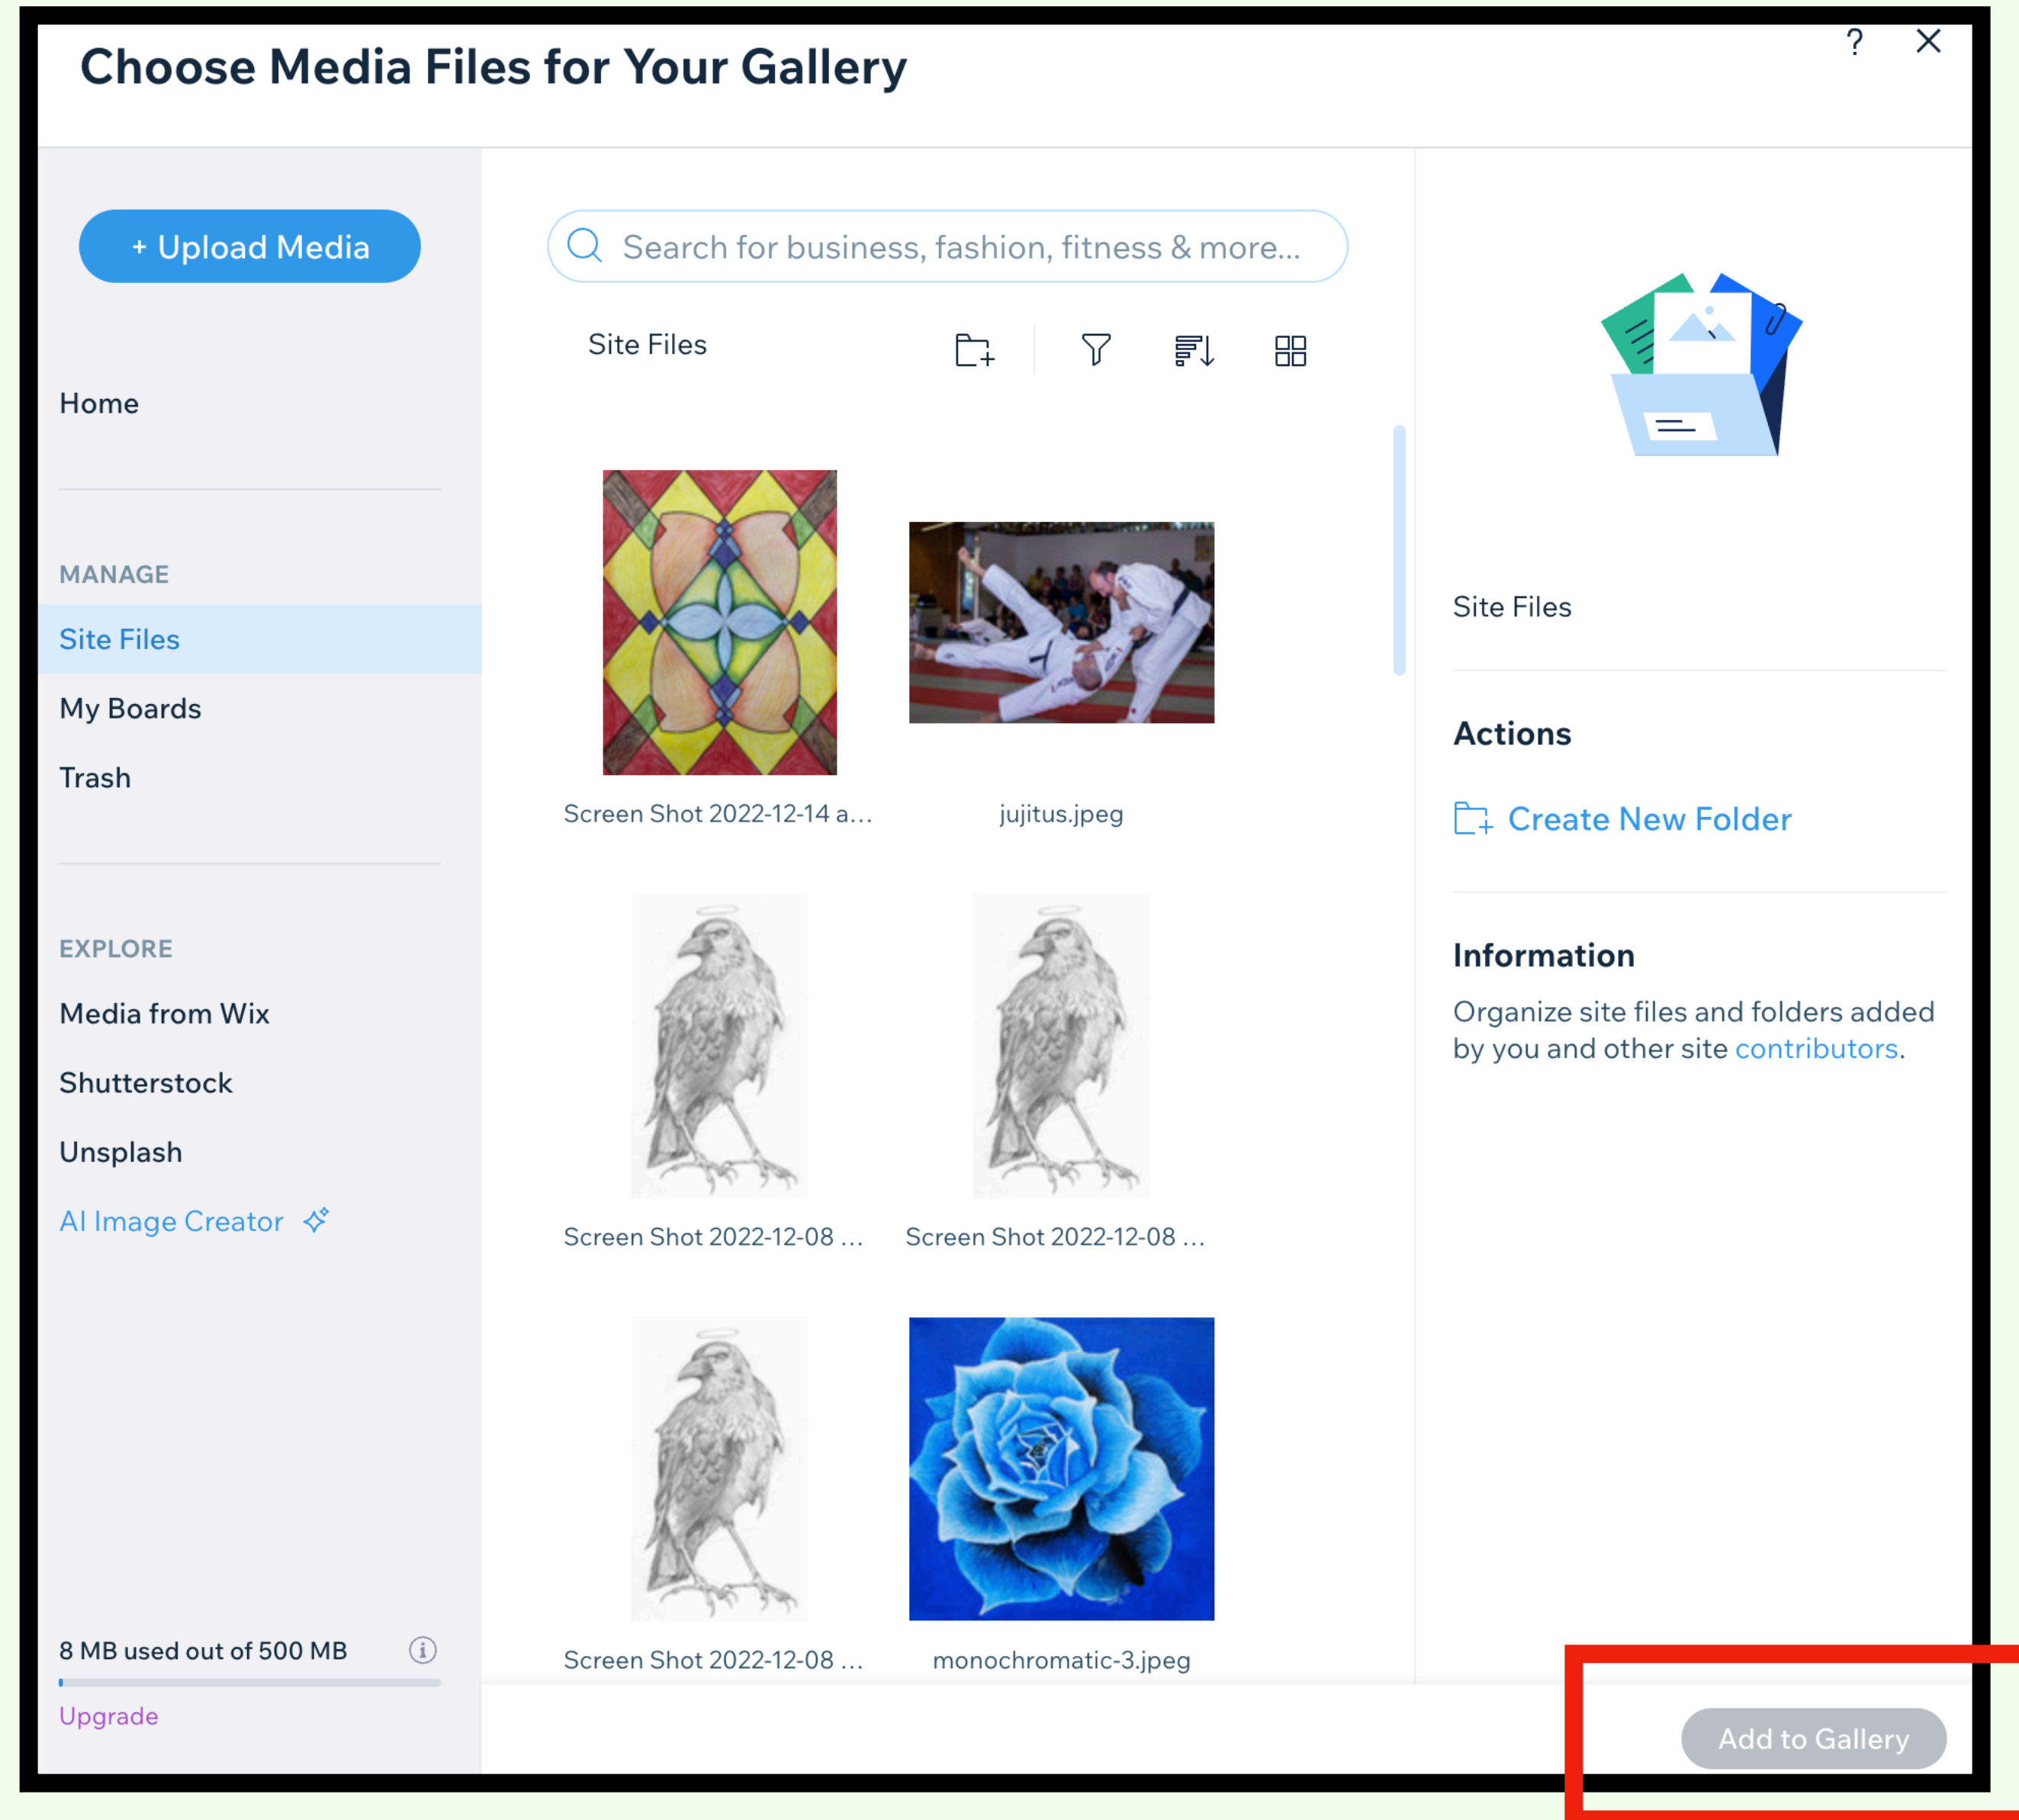 Choose Media Files for Your Gallery
?
+ Upload Media
Home
MANAGE
Site Files
My Boards
Trash
EXPLORE
Media from Wix
Shutterstock
Unsplash
AI Image Creator
8 MB used out of 500 MB
Upgrade
Search for business, fashion, fitness & more...
Site Files
Screen Shot 2022-12-14 a...
jujitus.jpeg
Screen Shot 2022-12-08 ...
Screen Shot 2022-12-08 ...
Screen Shot 2022-12-08 ...
monochromatic-3.jpeg
Site Files
Actions
Create New Folder
Information
Organize site files and folders added
by you and other site contributors.
Add to Gallery